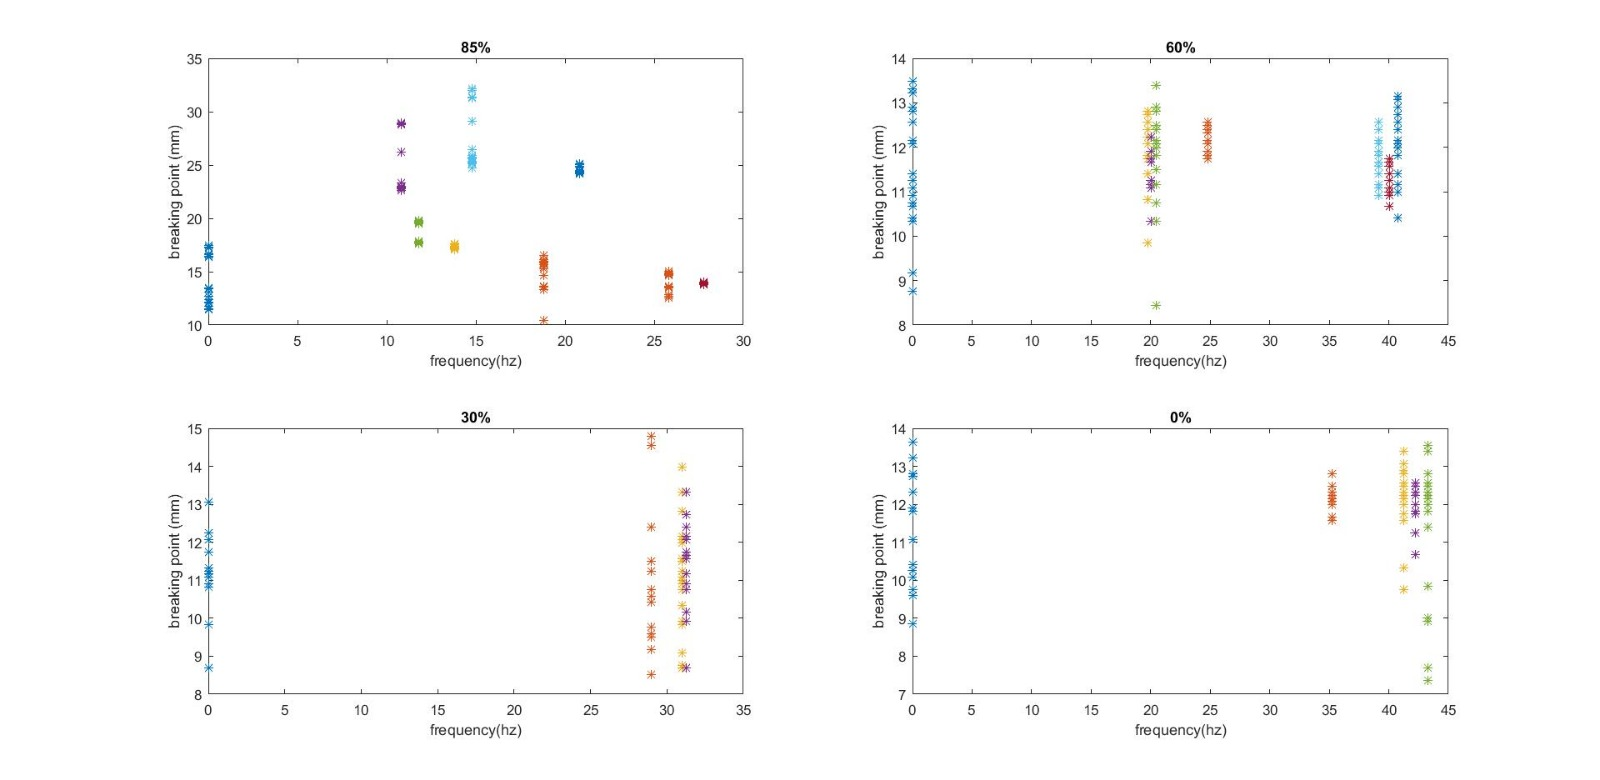 85%
35
30
25
20
15
10
breaking point (mm)
0 5 10 15 20 25 30
frequency(hz)
60%
14
13
12
11
10
9
8
breaking point (mm)
0 5 10 15 20 25 30 35 40 45
frequency(hz)
30%
15
14
13
12
11
10
9
8
breaking point (mm)
0 5 10 15 20 25 30 35
frequency(hz)
0%
14
13
12
11
10
9
8
7
breaking point (mm)
0 5 10 15 20 25 30 35 40 45
frequency(hz)